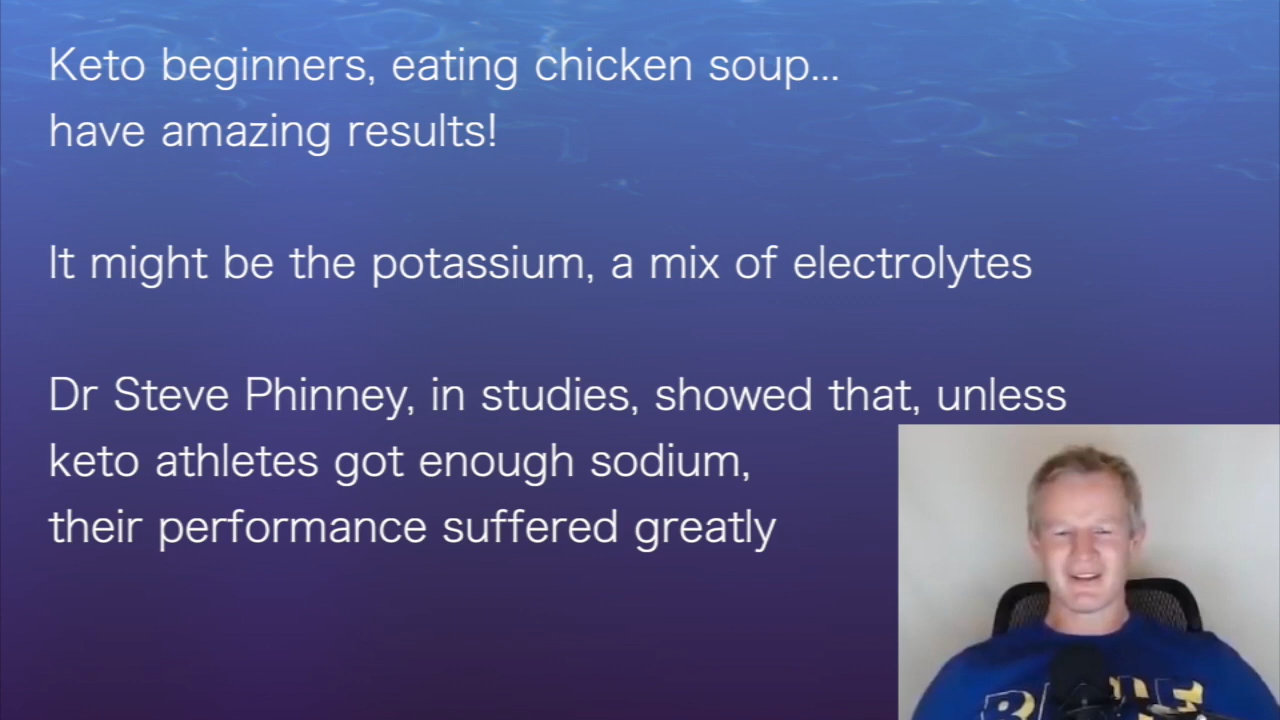 Keto beginners, eating chicken soup...
have amazing results!
It might be the potassium, a mix of electrolytes
Dr Steve Phinney, in studies, showed that, unless
keto athletes got enough sodium,
their performance suffered greatly